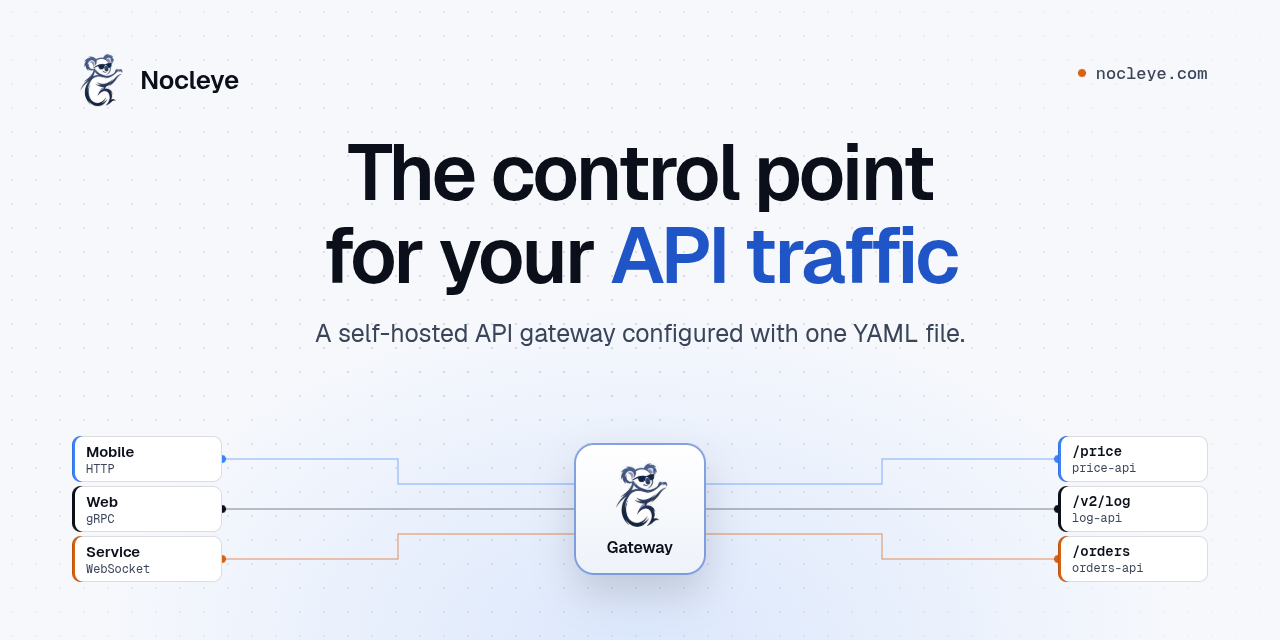 Nocleye
nocleye.com
The control point
for your API traffic
A self-hosted API gateway configured with one YAML file.
Mobile
HTTP
Web
gRPC
Service
WebSocket
Gateway
/price
price-api
/v2/log
log-api
/orders
orders-api